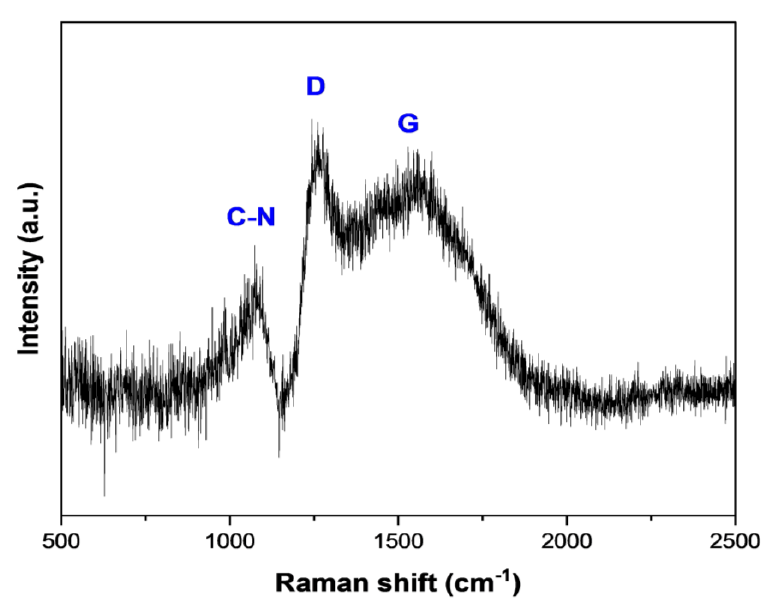 D
G
C-N
Intensity (a.u.)
500 1000 1500 2000 2500
Raman shift (cm⁻¹)